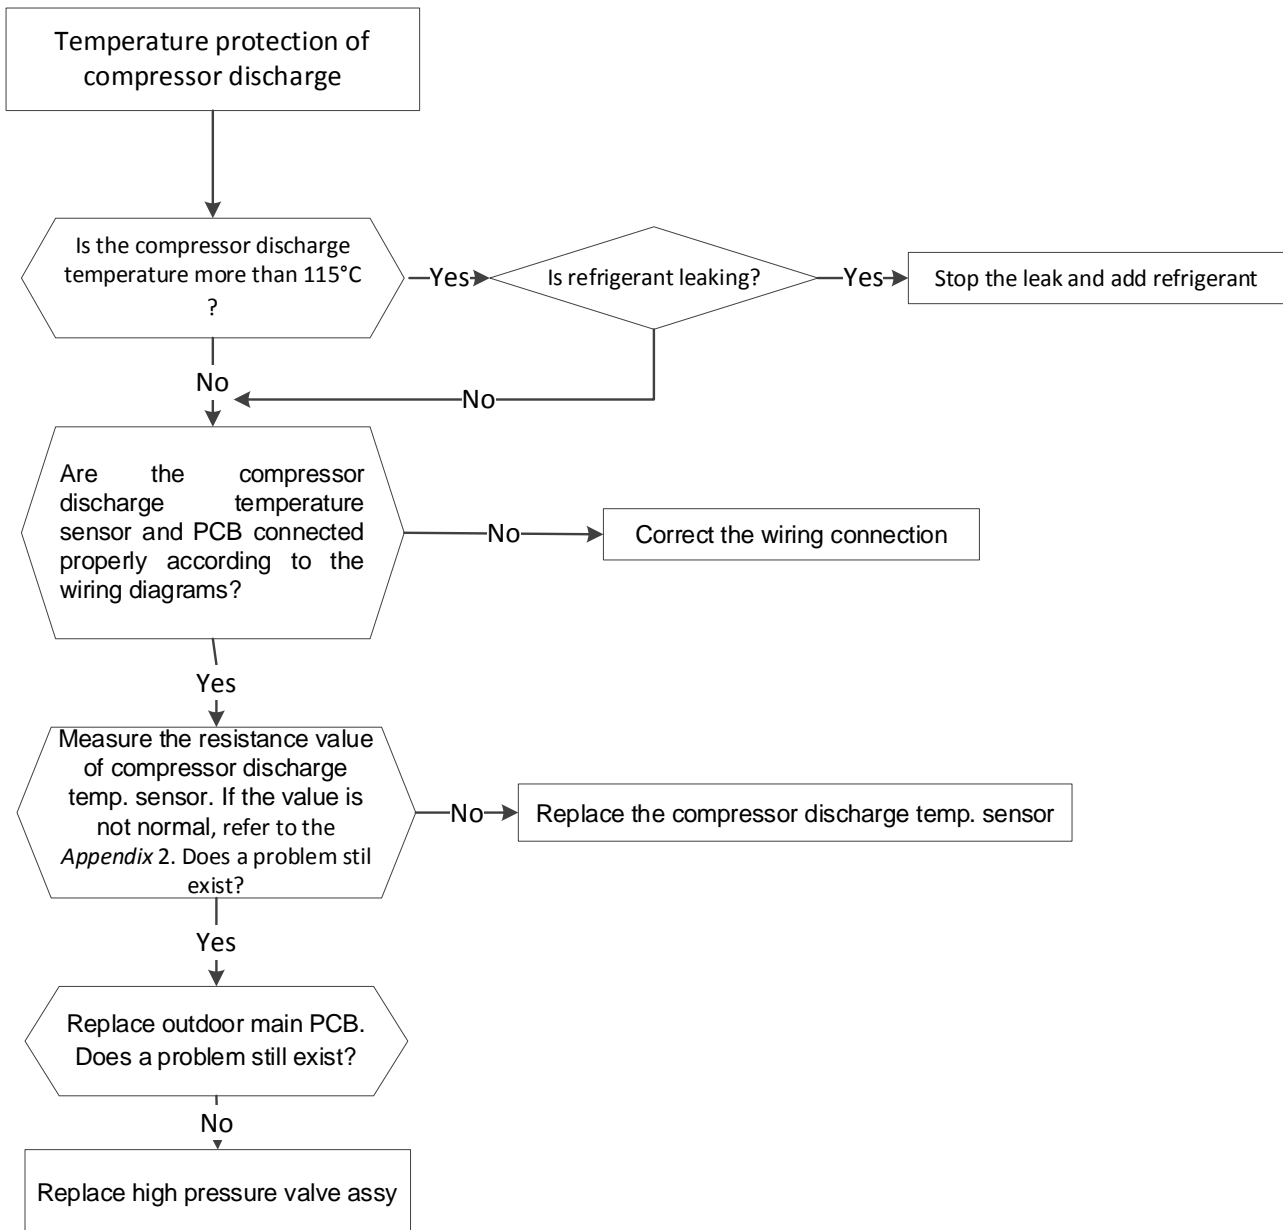 Temperature protection of
compressor discharge
Is the compressor discharge
temperature more than 115°C
?
Yes
Is refrigerant leaking?
Yes
Stop the leak and add refrigerant
No
No
Are the compressor
discharge temperature
sensor and PCB connected
properly according to the
wiring diagrams?
No
Correct the wiring connection
Yes
Measure the resistance value
of compressor discharge
temp. sensor. If the value is
not normal, refer to the
Appendix 2. Does a problem stil
exist?
No
Replace the compressor discharge temp. sensor
Yes
Replace outdoor main PCB.
Does a problem still exist?
No
Replace high pressure valve assy